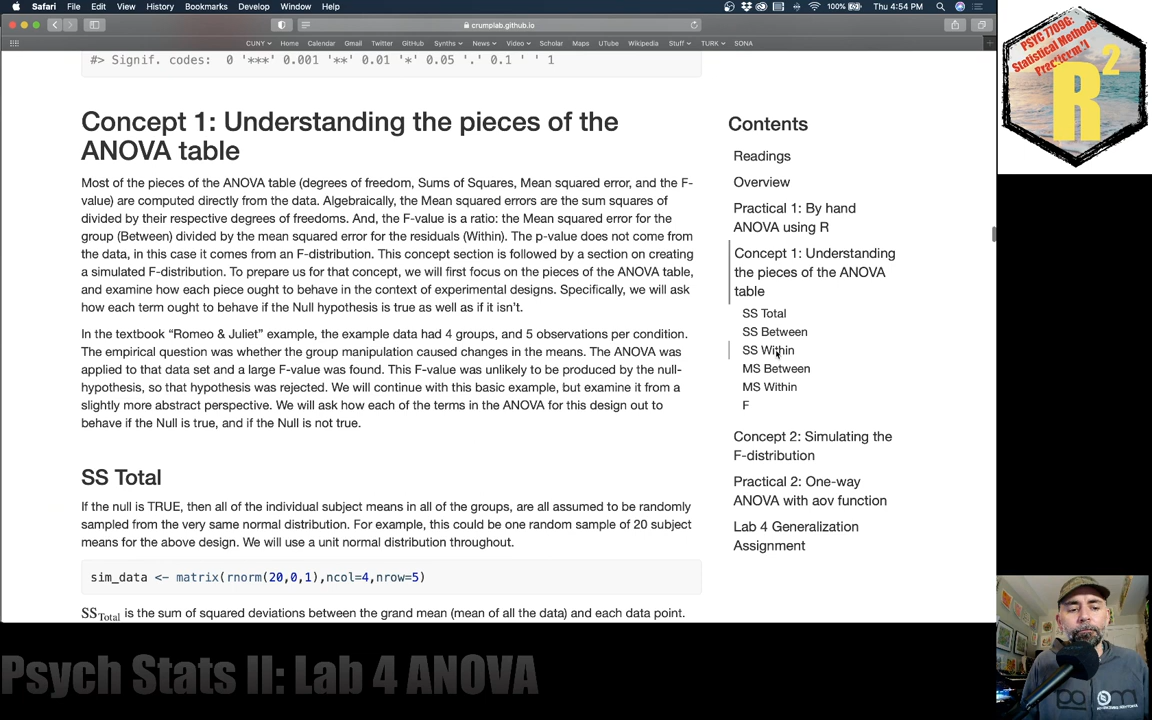 Safari File Edit View History Bookmarks Develop Window Help 100% Thu 4:54 PM
crumplab.github.io
CUNY Home Calendar Gmail Twitter GitHub Synths News Video Scholar Maps UTube Wikipedia Stuff TURK SONA
#> Signif. codes:  0 '***' 0.001 '**' 0.01 '*' 0.05 '.' 0.1 ' ' 1
Concept 1: Understanding the pieces of the
ANOVA table
Most of the pieces of the ANOVA table (degrees of freedom, Sums of Squares, Mean squared error, and the F-
value) are computed directly from the data. Algebraically, the Mean squared errors are the sum squares of
divided by their respective degrees of freedoms. And, the F-value is a ratio: the Mean squared error for the
group (Between) divided by the mean squared error for the residuals (Within). The p-value does not come from
the data, in this case it comes from an F-distribution. This concept section is followed by a section on creating
a simulated F-distribution. To prepare us for that concept, we will first focus on the pieces of the ANOVA table,
and examine how each piece ought to behave in the context of experimental designs. Specifically, we will ask
how each term ought to behave if the Null hypothesis is true as well as if it isn't.
In the textbook "Romeo & Juliet" example, the example data had 4 groups, and 5 observations per condition.
The empirical question was whether the group manipulation caused changes in the means. The ANOVA was
applied to that data set and a large F-value was found. This F-value was unlikely to be produced by the null-
hypothesis, so that hypothesis was rejected. We will continue with this basic example, but examine it from a
slightly more abstract perspective. We will ask how each of the terms in the ANOVA for this design out to
behave if the Null is true, and if the Null is not true.
SS Total
If the null is TRUE, then all of the individual subject means in all of the groups, are all assumed to be randomly
sampled from the very same normal distribution. For example, this could be one random sample of 20 subject
means for the above design. We will use a unit normal distribution throughout.
sim_data <- matrix(rnorm(20,0,1),ncol=4,nrow=5)
SSTotal is the sum of squared deviations between the grand mean (mean of all the data) and each data point.
Contents
Readings
Overview
Practical 1: By hand
ANOVA using R
Concept 1: Understanding
the pieces of the ANOVA
table
SS Total
SS Between
SS Within
MS Between
MS Within
F
Concept 2: Simulating the
F-distribution
Practical 2: One-way
ANOVA with aov function
Lab 4 Generalization
Assignment
PSYC 7709G:
Statistical Methods
Practicum I
R2
Psych Stats II: Lab 4 ANOVA